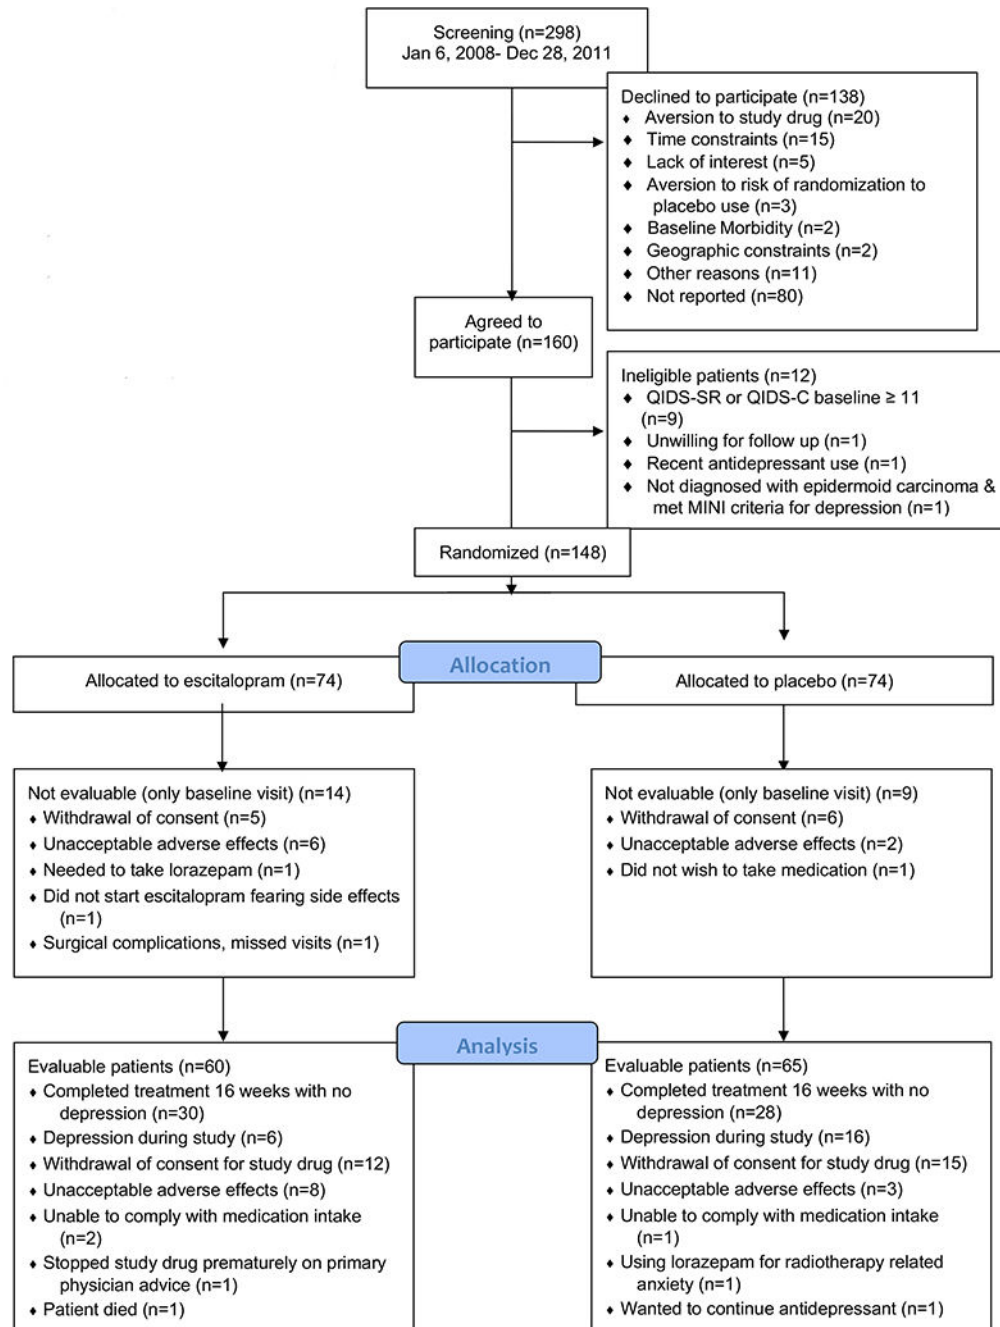 Screening (n=298)
Jan 6, 2008- Dec 28, 2011
Declined to participate (n=138)
♦ Aversion to study drug (n=20)
♦ Time constraints (n=15)
♦ Lack of interest (n=5)
♦ Aversion to risk of randomization to
placebo use (n=3)
♦ Baseline Morbidity (n=2)
♦ Geographic constraints (n=2)
♦ Other reasons (n=11)
♦ Not reported (n=80)
Agreed to
participate (n=160)
Ineligible patients (n=12)
♦ QIDS-SR or QIDS-C baseline ≥ 11
(n=9)
♦ Unwilling for follow up (n=1)
♦ Recent antidepressant use (n=1)
♦ Not diagnosed with epidermoid carcinoma &
met MINI criteria for depression (n=1)
Randomized (n=148)
Allocation
Allocated to escitalopram (n=74)
Allocated to placebo (n=74)
Not evaluable (only baseline visit) (n=14)
♦ Withdrawal of consent (n=5)
♦ Unacceptable adverse effects (n=6)
♦ Needed to take lorazepam (n=1)
♦ Did not start escitalopram fearing side effects
(n=1)
♦ Surgical complications, missed visits (n=1)
Not evaluable (only baseline visit) (n=9)
♦ Withdrawal of consent (n=6)
♦ Unacceptable adverse effects (n=2)
♦ Did not wish to take medication (n=1)
Analysis
Evaluable patients (n=60)
♦ Completed treatment 16 weeks with no
depression (n=30)
♦ Depression during study (n=6)
♦ Withdrawal of consent for study drug (n=12)
♦ Unacceptable adverse effects (n=8)
♦ Unable to comply with medication intake
(n=2)
♦ Stopped study drug prematurely on primary
physician advice (n=1)
♦ Patient died (n=1)
Evaluable patients (n=65)
♦ Completed treatment 16 weeks with no
depression (n=28)
♦ Depression during study (n=16)
♦ Withdrawal of consent for study drug (n=15)
♦ Unacceptable adverse effects (n=3)
♦ Unable to comply with medication intake
(n=1)
♦ Using lorazepam for radiotherapy related
anxiety (n=1)
♦ Wanted to continue antidepressant (n=1)